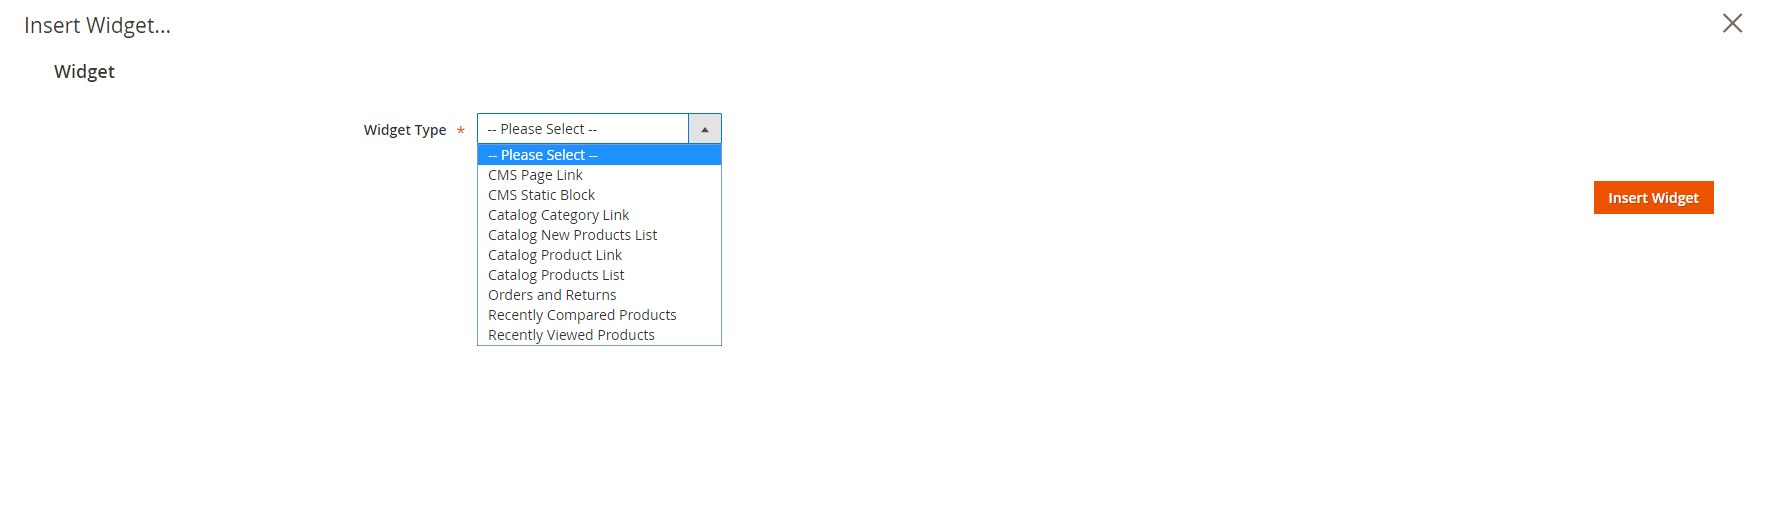 Insert Widget...
Widget
Widget Type *
-- Please Select --
-- Please Select --
CMS Page Link
CMS Static Block
Catalog Category Link
Catalog New Products List
Catalog Product Link
Catalog Products List
Orders and Returns
Recently Compared Products
Recently Viewed Products
Insert Widget